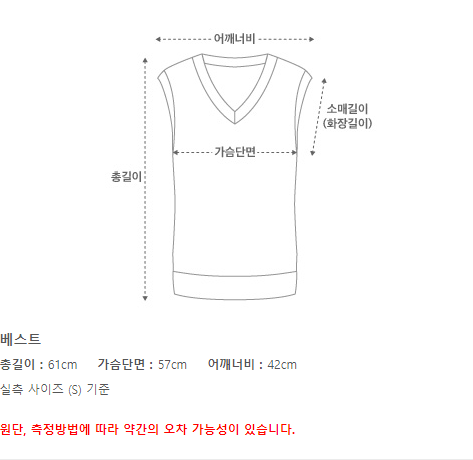 어깨너비
소매길이
(화장길이)
가슴단면
총길이
베스트
총길이 : 61cm 가슴단면 : 57cm 어깨너비 : 42cm
실측 사이즈 (S) 기준
원단, 측정방법에 따라 약간의 오차 가능성이 있습니다.